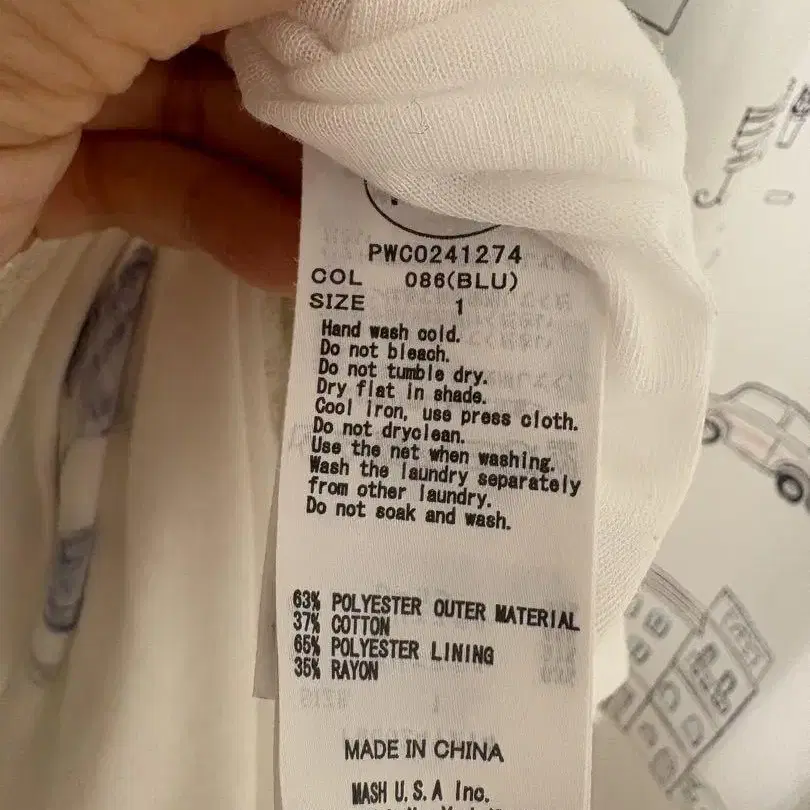 PWCO241274
COL 086(BLU)
SIZE 1
Hand wash cold.
Do not bleach.
Do not tumble dry.
Dry flat in shade.
Cool iron, use press cloth.
Do not dryclean.
Use the net when washing.
Wash the laundry separately
from other laundry.
Do not soak and wash.
63% POLYESTER OUTER MATERIAL
37% COTTON
65% POLYESTER LINING
35% RAYON
MADE IN CHINA
MASH U.S.A Inc.